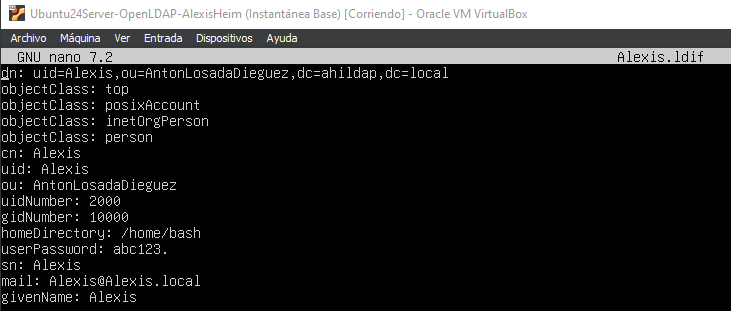 Ubuntu24Server-OpenLDAP-AlexisHeim (Instantánea Base) [Corriendo] - Oracle VM VirtualBox
Archivo Máquina Ver Entrada Dispositivos Ayuda
GNU nano 7.2 Alexis.ldif
dn: uid=Alexis,ou=AntonLosadaDieguez,dc=ahildap,dc=local
objectClass: top
objectClass: posixAccount
objectClass: inetOrgPerson
objectClass: person
cn: Alexis
uid: Alexis
ou: AntonLosadaDieguez
uidNumber: 2000
gidNumber: 10000
homeDirectory: /home/bash
userPassword: abc123.
sn: Alexis
mail: Alexis@Alexis.local
givenName: Alexis